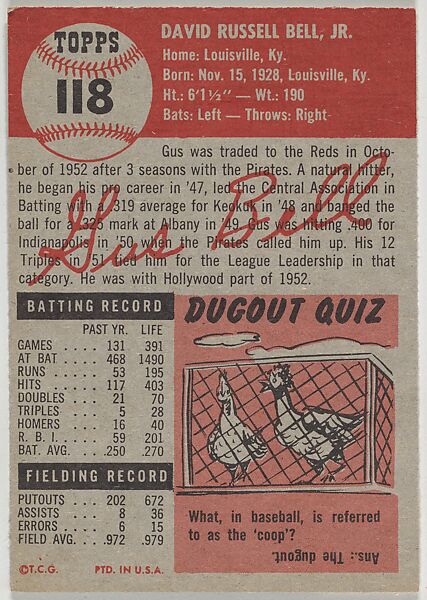 TOPPS
118
DAVID RUSSELL BELL, JR.
Home: Louisville, Ky.
Born: Nov. 15, 1928, Louisville, Ky.
Ht.: 6'1½" — Wt.: 190
Bats: Left — Throws: Right
Gus was traded to the Reds in Octo-
ber of 1952 after 3 seasons with the Pirates. A natural hitter,
he began his pro career in '47, led the Central Association in
Batting with a .319 average for Keokuk in '48 and banged the
ball for a .325 mark at Albany in '49. Gus was hitting .400 for
Indianapolis in '50 when the Pirates called him up. His 12
Triples in '51 tied him for the League Leadership in that
category. He was with Hollywood part of 1952.
Gus Bell
BATTING RECORD
PAST YR. LIFE
GAMES .... 131 391
AT BAT .... 468 1490
RUNS .... 53 195
HITS .... 117 403
DOUBLES .. 21 70
TRIPLES ... 5 28
HOMERS .. 16 40
R. B. I. .... 59 201
BAT. AVG... .250 .270
FIELDING RECORD
PUTOUTS .. 202 672
ASSISTS ... 8 36
ERRORS ... 6 15
FIELD AVG.. .972 .979
©T.C.G. PTD. IN U.S.A.
DUGOUT QUIZ
What, in baseball, is referred
to as the 'coop'?
Ans.: The dugout.